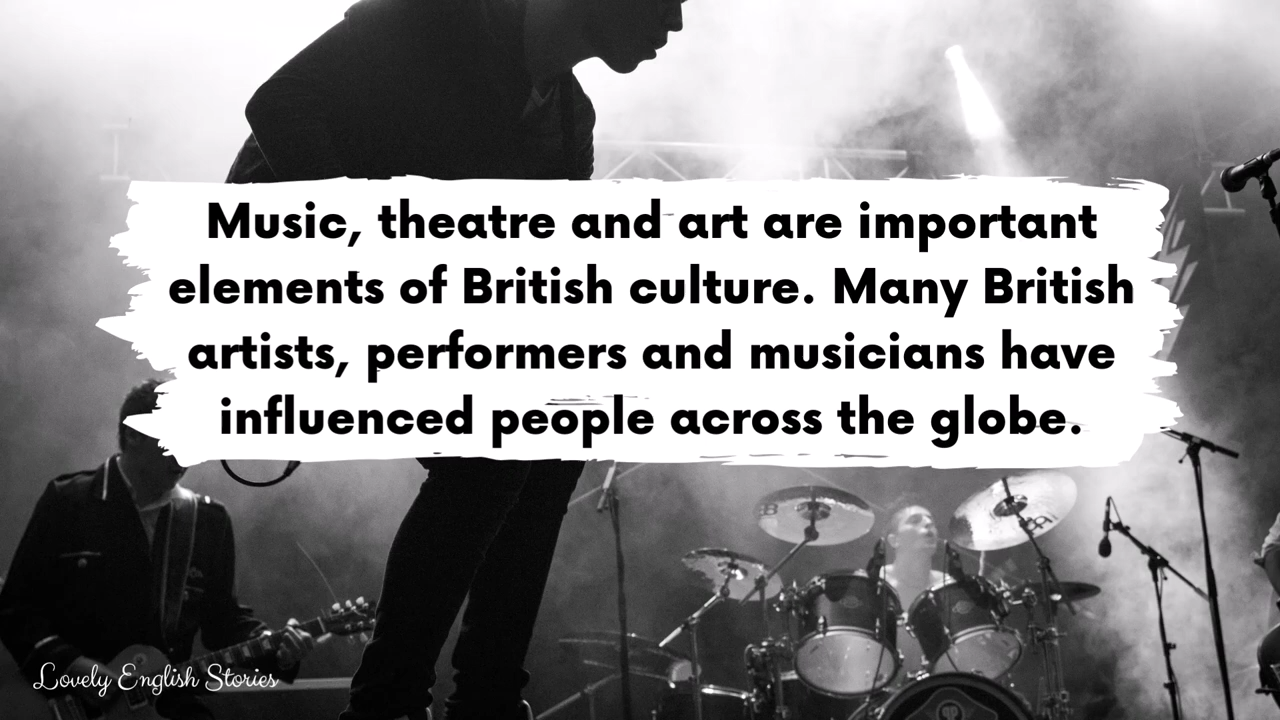 Music, theatre and art are important
elements of British culture. Many British
artists, performers and musicians have
influenced people across the globe.
Lovely English Stories